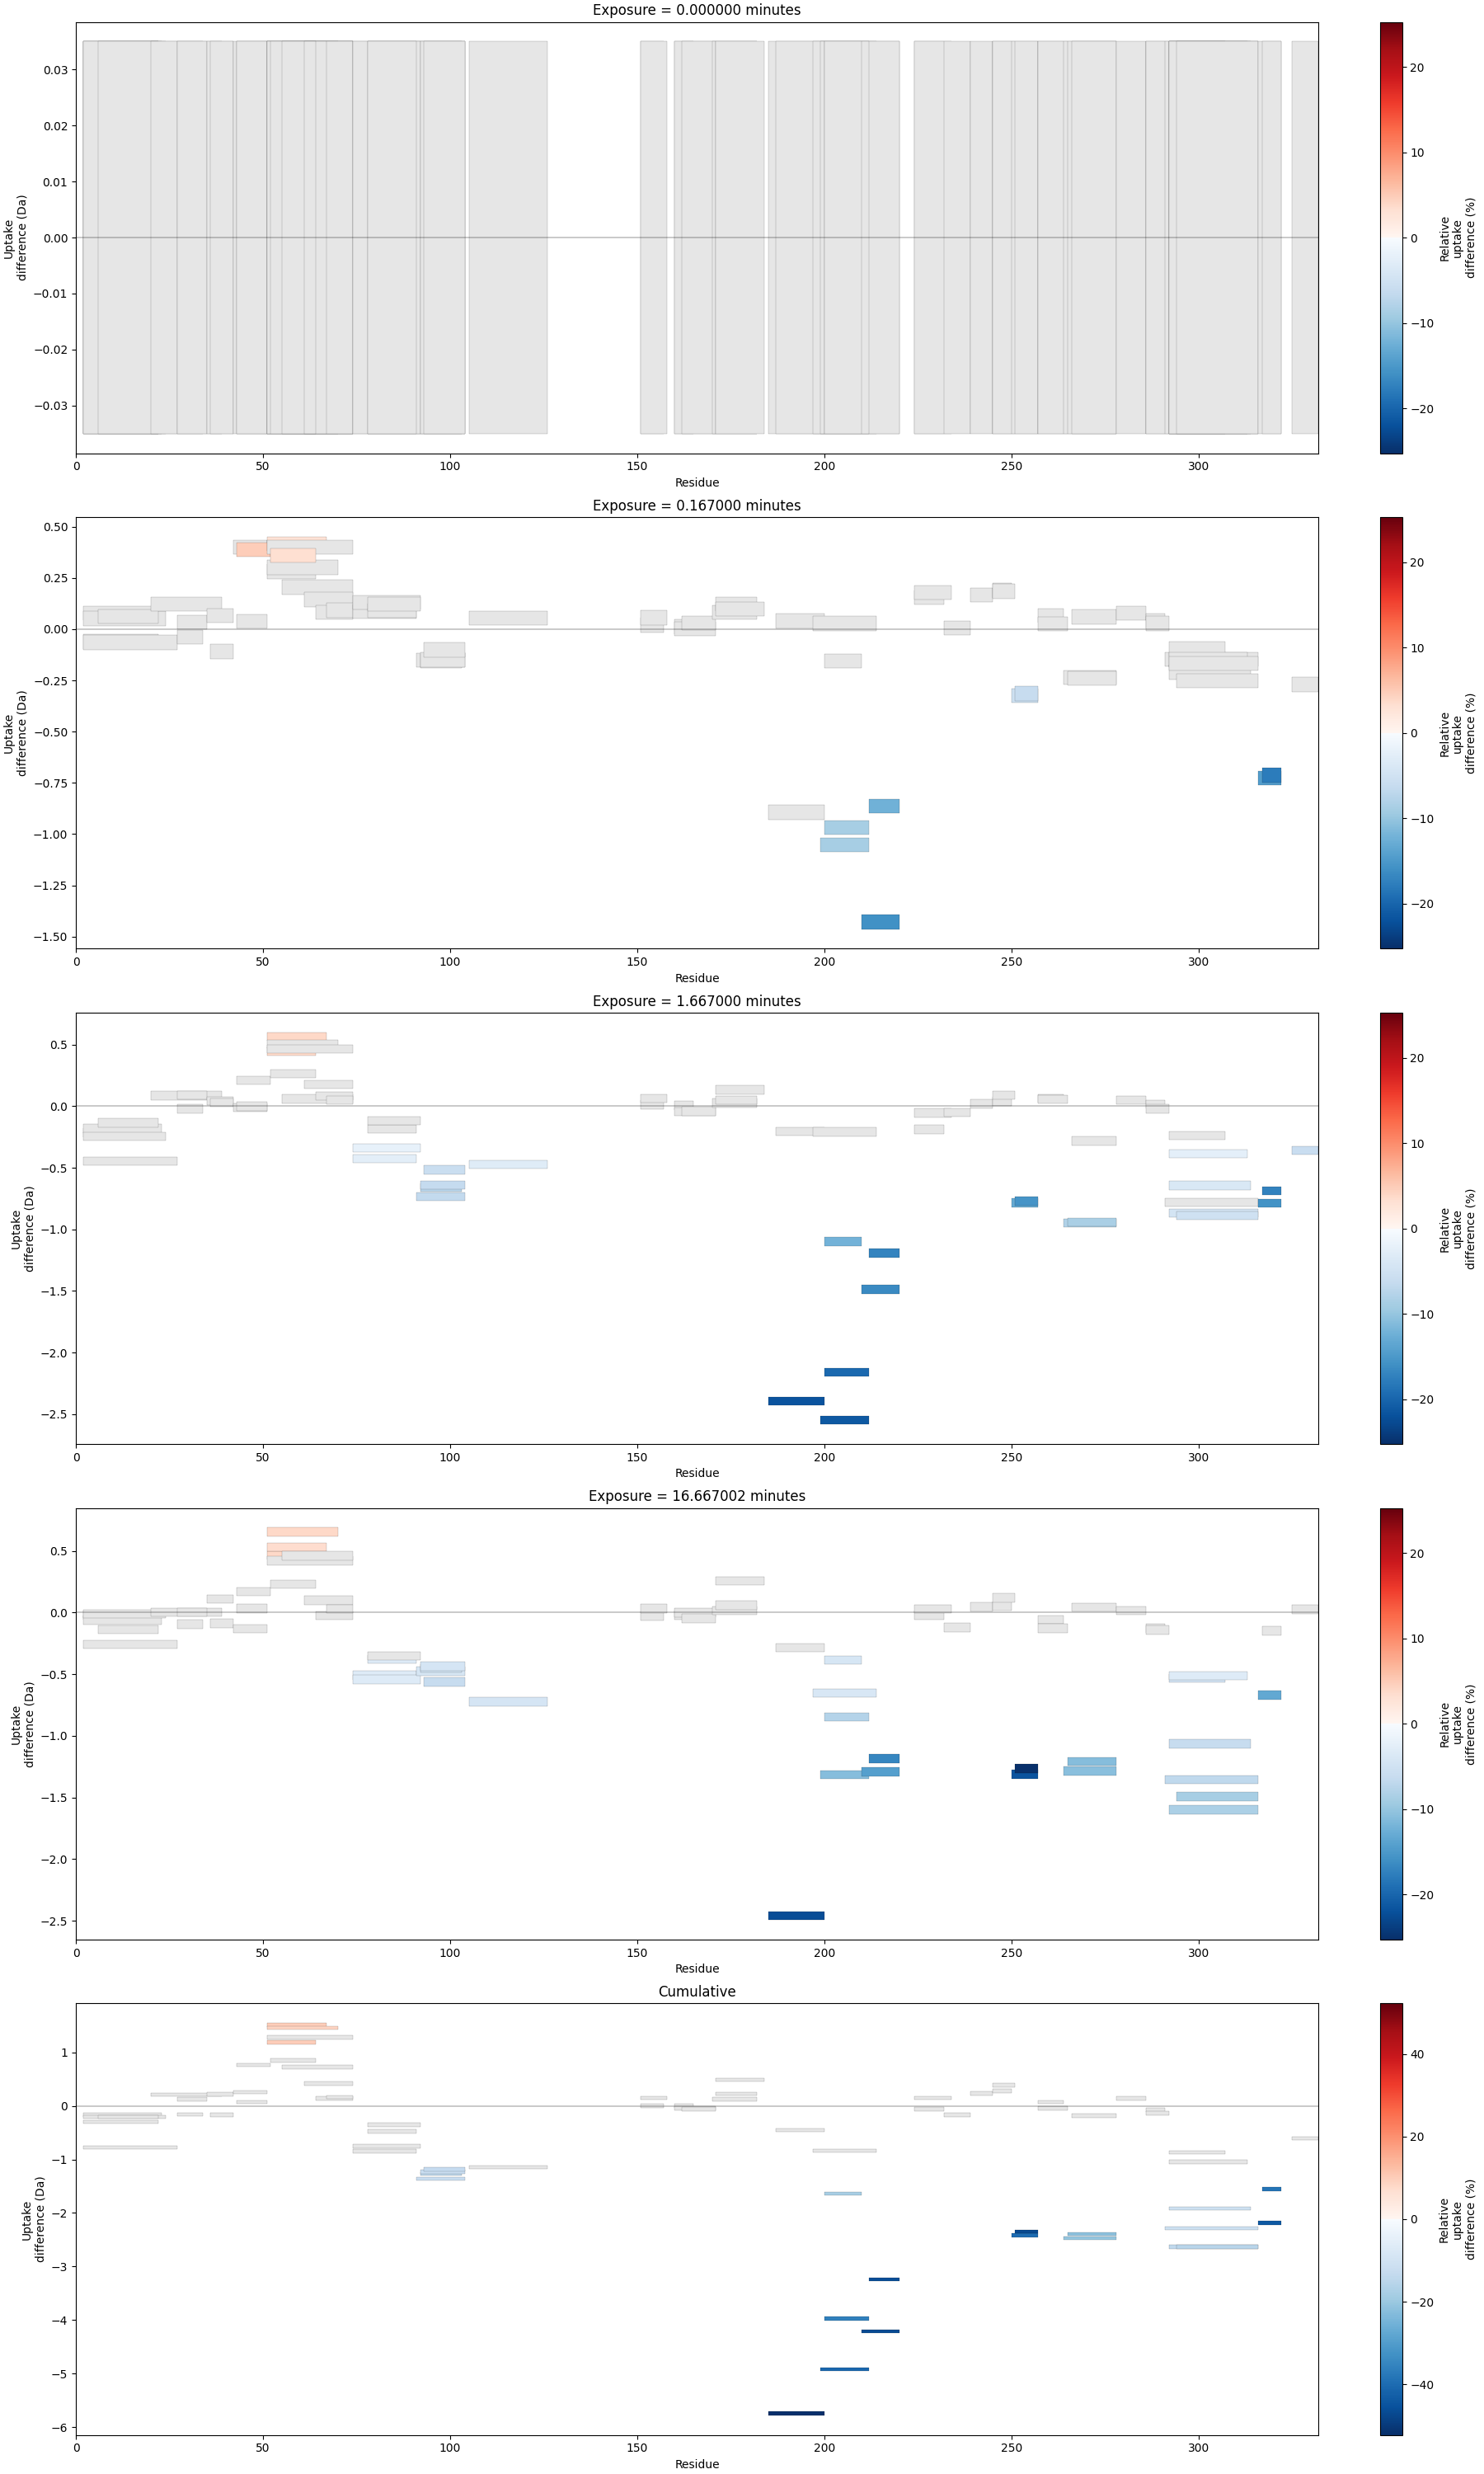 Exposure = 0.000000 minutes
0.03
0.02
0.01
0.00
−0.01
−0.02
−0.03
Uptake
difference (Da)
0
50
100
150
200
250
300
Residue
20
10
0
−10
−20
Relative
uptake
difference (%)
Exposure = 0.167000 minutes
0.50
0.25
0.00
−0.25
−0.50
−0.75
−1.00
−1.25
−1.50
Uptake
difference (Da)
0
50
100
150
200
250
300
Residue
20
10
0
−10
−20
Relative
uptake
difference (%)
Exposure = 1.667000 minutes
0.5
0.0
−0.5
−1.0
−1.5
−2.0
−2.5
Uptake
difference (Da)
0
50
100
150
200
250
300
Residue
20
10
0
−10
−20
Relative
uptake
difference (%)
Exposure = 16.667002 minutes
0.5
0.0
−0.5
−1.0
−1.5
−2.0
−2.5
Uptake
difference (Da)
0
50
100
150
200
250
300
Residue
20
10
0
−10
−20
Relative
uptake
difference (%)
Cumulative
1
0
−1
−2
−3
−4
−5
−6
Uptake
difference (Da)
0
50
100
150
200
250
300
Residue
40
20
0
−20
−40
Relative
uptake
difference (%)